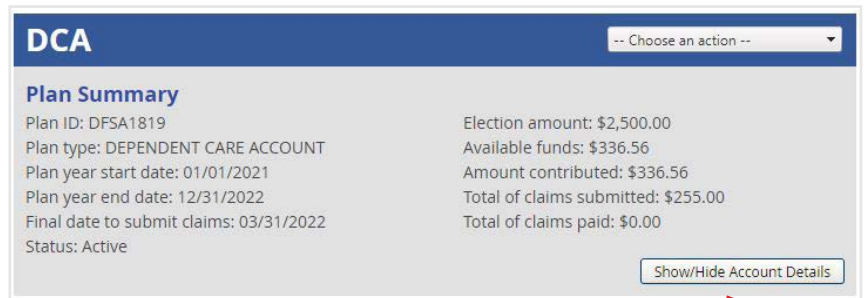 DCA
-- Choose an action --
Plan Summary
Plan ID: DFSA1819
Plan type: DEPENDENT CARE ACCOUNT
Plan year start date: 01/01/2021
Plan year end date: 12/31/2022
Final date to submit claims: 03/31/2022
Status: Active
Election amount: $2,500.00
Available funds: $336.56
Amount contributed: $336.56
Total of claims submitted: $255.00
Total of claims paid: $0.00
Show/Hide Account Details